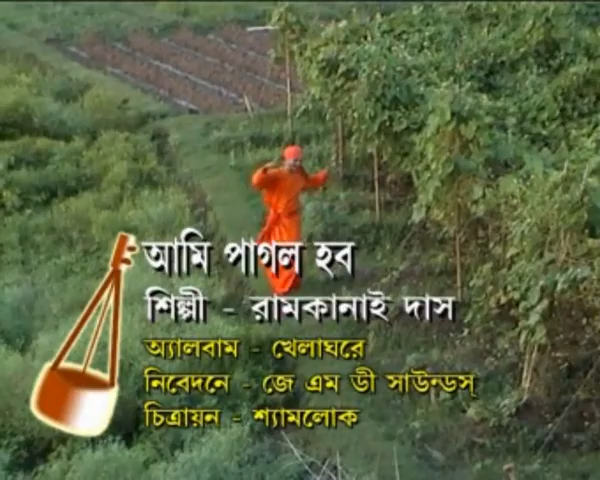 আমি পাগল হব
শিল্পী - রামকানাই দাস
অ্যালবাম - খেলাঘরে
নিবেদনে - জে এম ডী সাউন্ডস্
চিত্রায়ন - শ্যামলোক